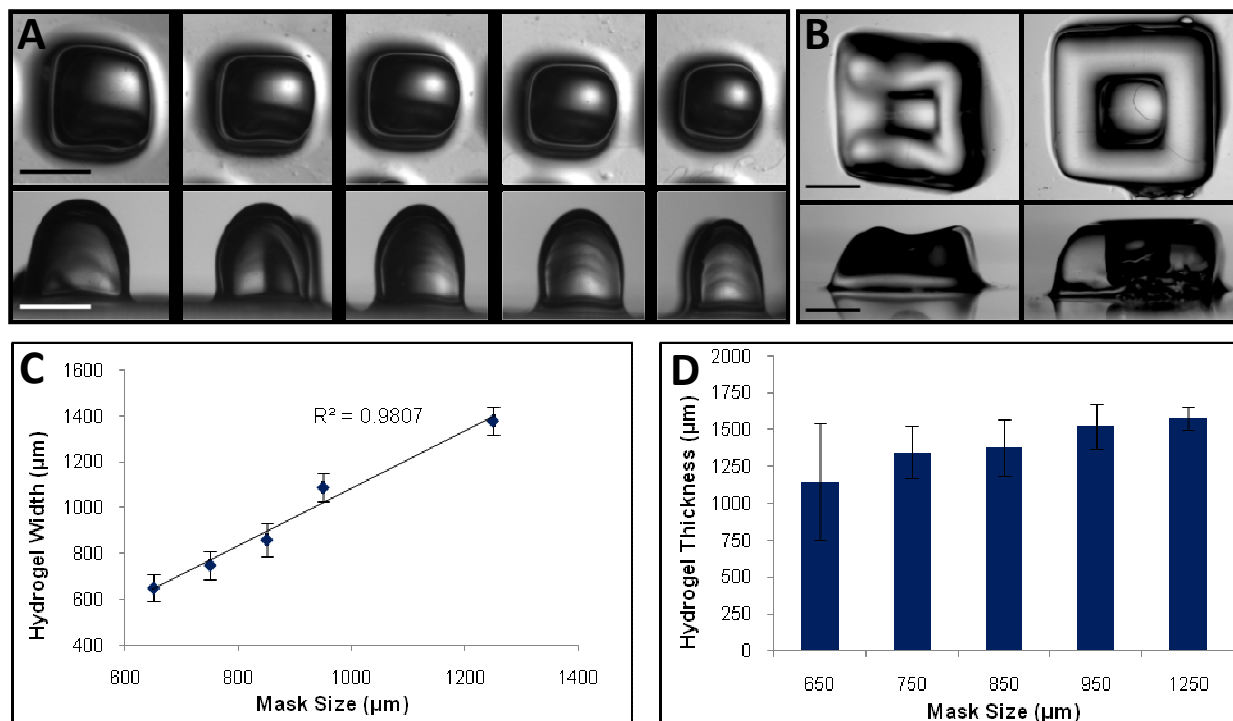 A
B
C
1600
1400
1200
1000
800
600
400
R² = 0.9807
Hydrogel Width (µm)
600
800
1000
1200
1400
Mask Size (µm)
D
2000
1750
1500
1250
1000
750
500
250
0
Hydrogel Thickness (µm)
650
750
850
950
1250
Mask Size (µm)